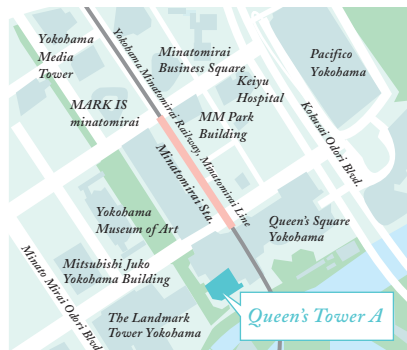 Yokohama
Media
Tower
Yokohama Minatomirai Railway, Minatomirai Line
Minatomirai
Business Square
Pacifico
Yokohama
Keiyu
Hospital
MARK IS
minatomirai
MM Park
Building
Kokusai Odori Blvd.
Minatomirai Sta.
Yokohama
Museum of Art
Queen's Square
Yokohama
Mitsubishi Juko
Yokohama Building
Minato Mirai Odori Blvd.
The Landmark
Tower Yokohama
Queen's Tower A